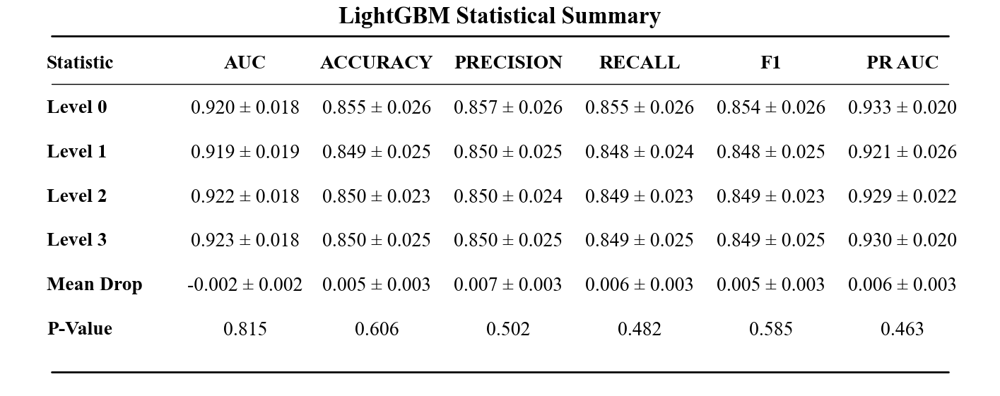 LightGBM Statistical Summary
Statistic AUC ACCURACY PRECISION RECALL F1 PR AUC
Level 0 0.920 ± 0.018 0.855 ± 0.026 0.857 ± 0.026 0.855 ± 0.026 0.854 ± 0.026 0.933 ± 0.020
Level 1 0.919 ± 0.019 0.849 ± 0.025 0.850 ± 0.025 0.848 ± 0.024 0.848 ± 0.025 0.921 ± 0.026
Level 2 0.922 ± 0.018 0.850 ± 0.023 0.850 ± 0.024 0.849 ± 0.023 0.849 ± 0.023 0.929 ± 0.022
Level 3 0.923 ± 0.018 0.850 ± 0.025 0.850 ± 0.025 0.849 ± 0.025 0.849 ± 0.025 0.930 ± 0.020
Mean Drop -0.002 ± 0.002 0.005 ± 0.003 0.007 ± 0.003 0.006 ± 0.003 0.005 ± 0.003 0.006 ± 0.003
P-Value 0.815 0.606 0.502 0.482 0.585 0.463